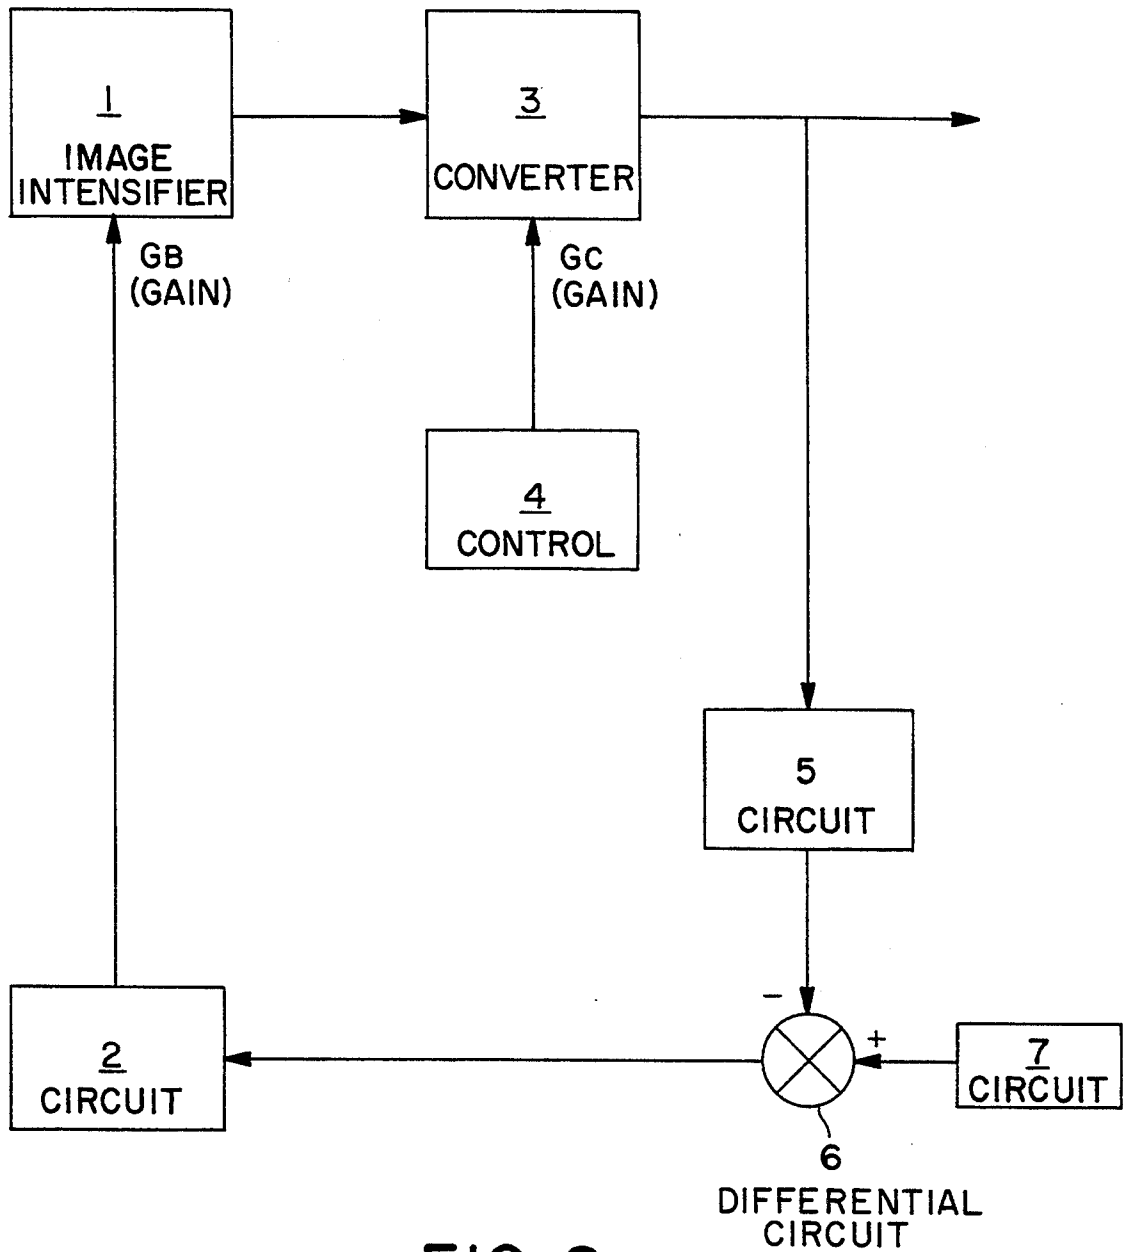 1
IMAGE
INTENSIFIER
3
CONVERTER
GB
(GAIN)
GC
(GAIN)
4
CONTROL
5
CIRCUIT
2
CIRCUIT
-
+
7
CIRCUIT
6
DIFFERENTIAL
CIRCUIT